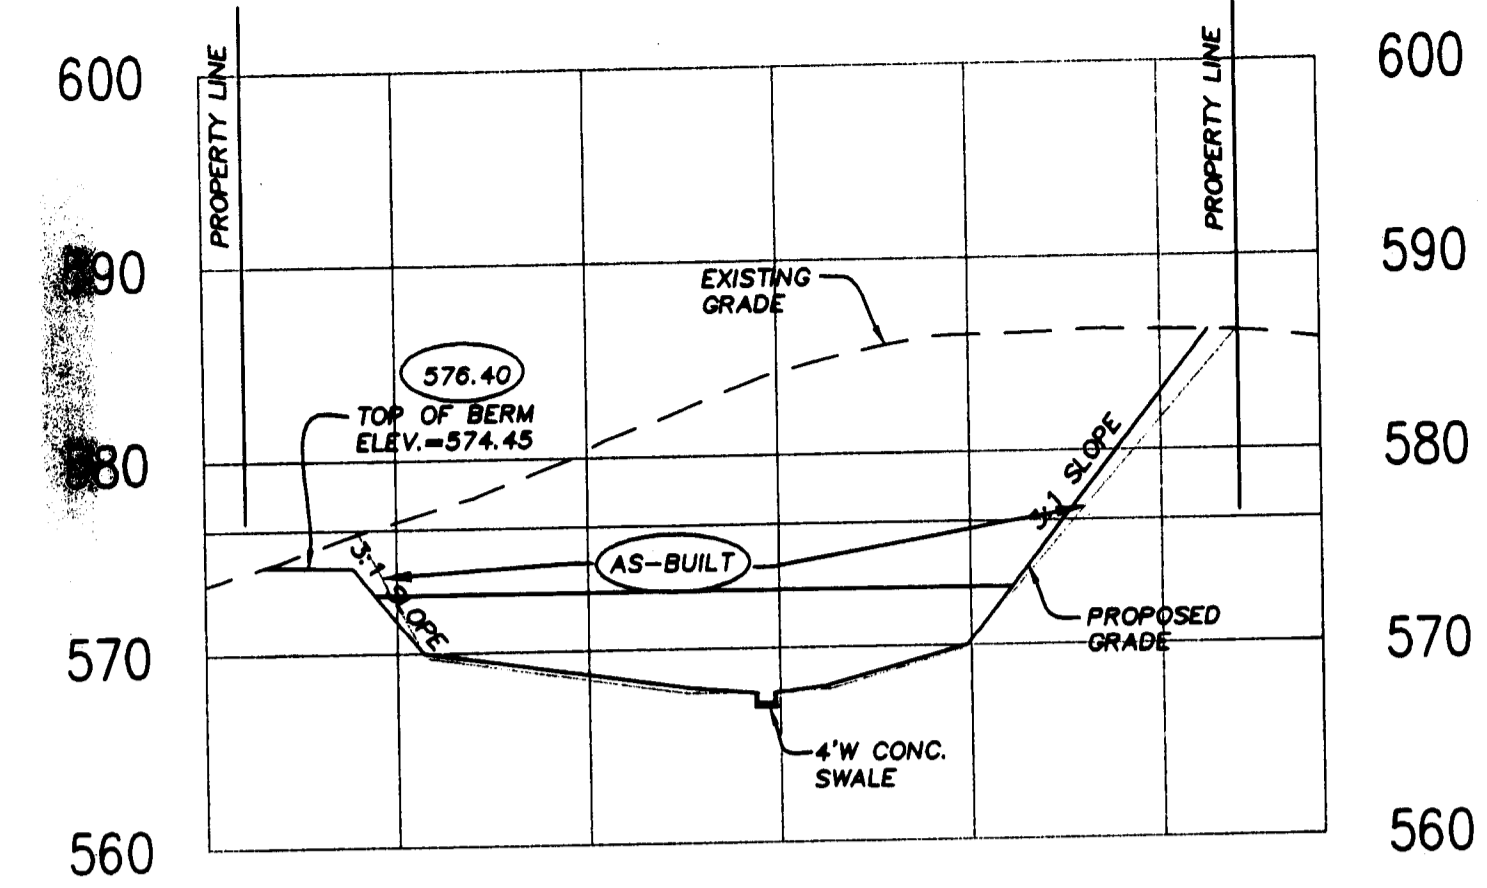 600
600
PROPERTY LINE
PROPERTY LINE
590
590
EXISTING
GRADE
576.40
TOP OF BERM
ELEV.=574.45
580
580
3:1 SLOPE
3:1 SLOPE
AS-BUILT
PROPOSED
GRADE
570
570
4'W CONC.
SWALE
560
560